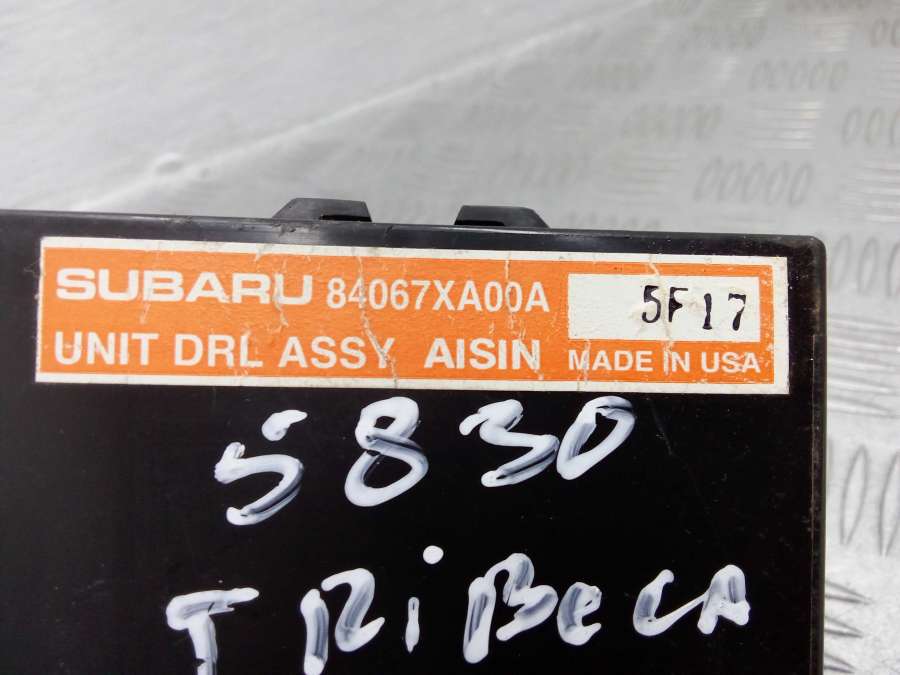 SUBARU 84067XA00A 5F17
UNIT DRL ASSY AISIN MADE IN USA
5830
TRiBeCA